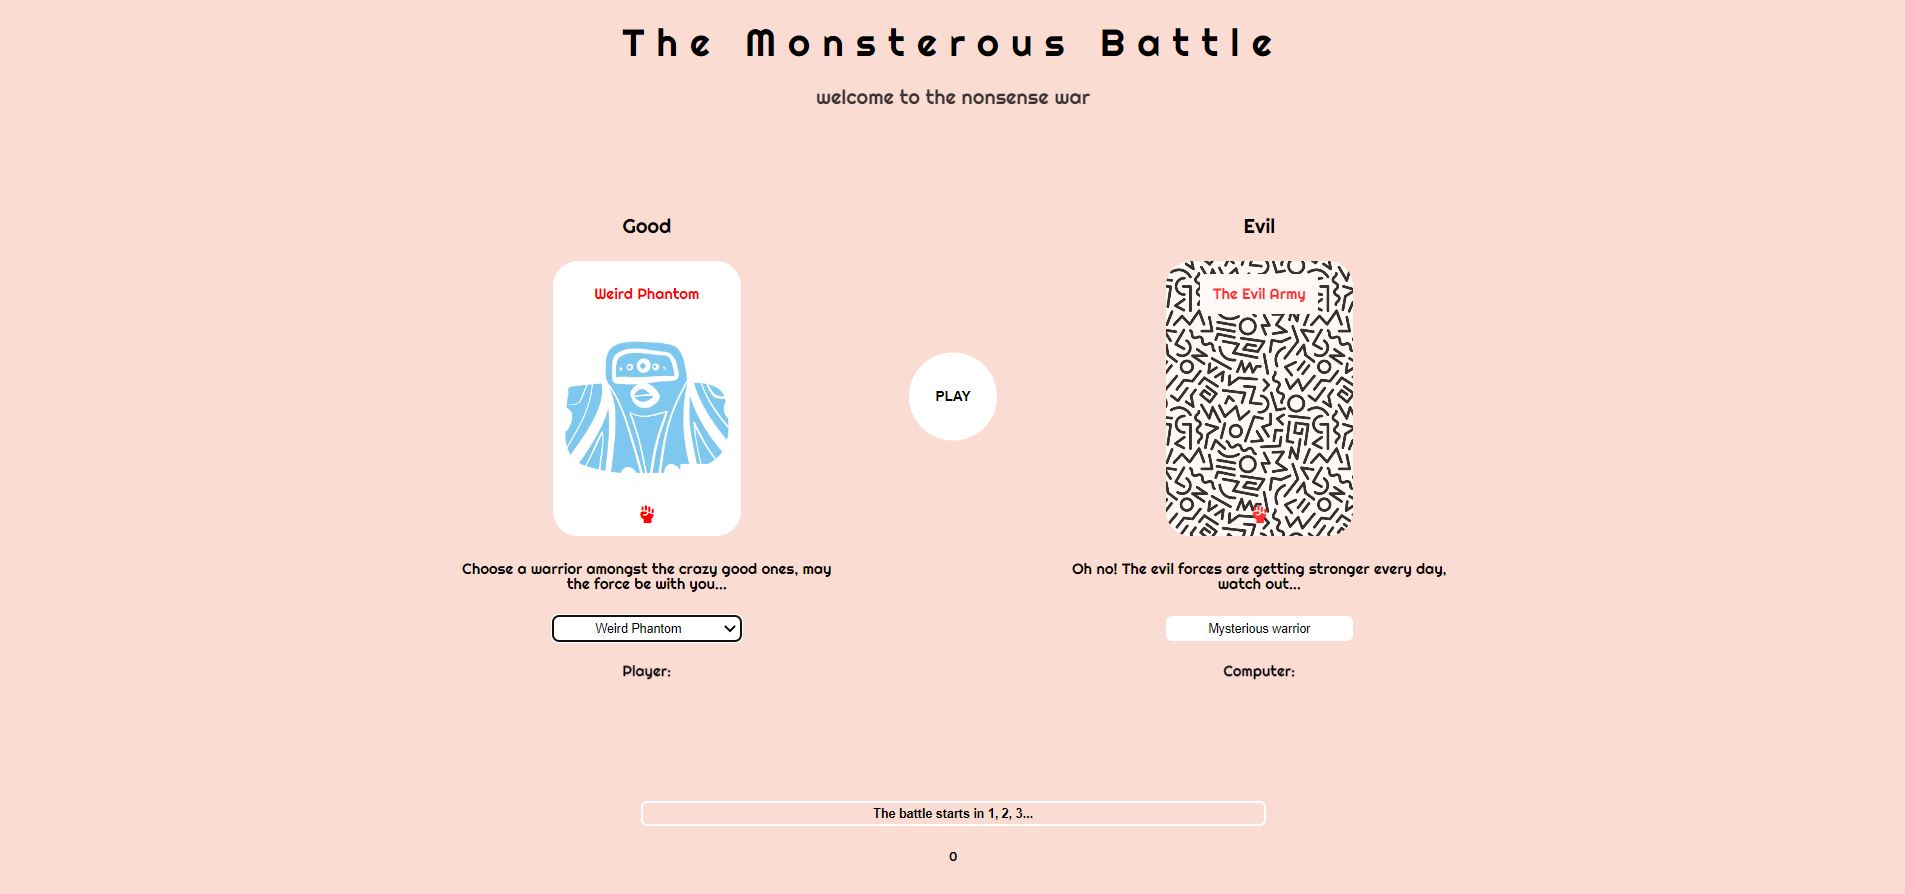 The Monsterous Battle
welcome to the nonsense war
Good
Weird Phantom
Choose a warrior amongst the crazy good ones, may
the force be with you...
Weird Phantom
Player:
PLAY
Evil
The Evil Army
Oh no! The evil forces are getting stronger every day,
watch out...
Mysterious warrior
Computer:
The battle starts in 1, 2, 3...
0